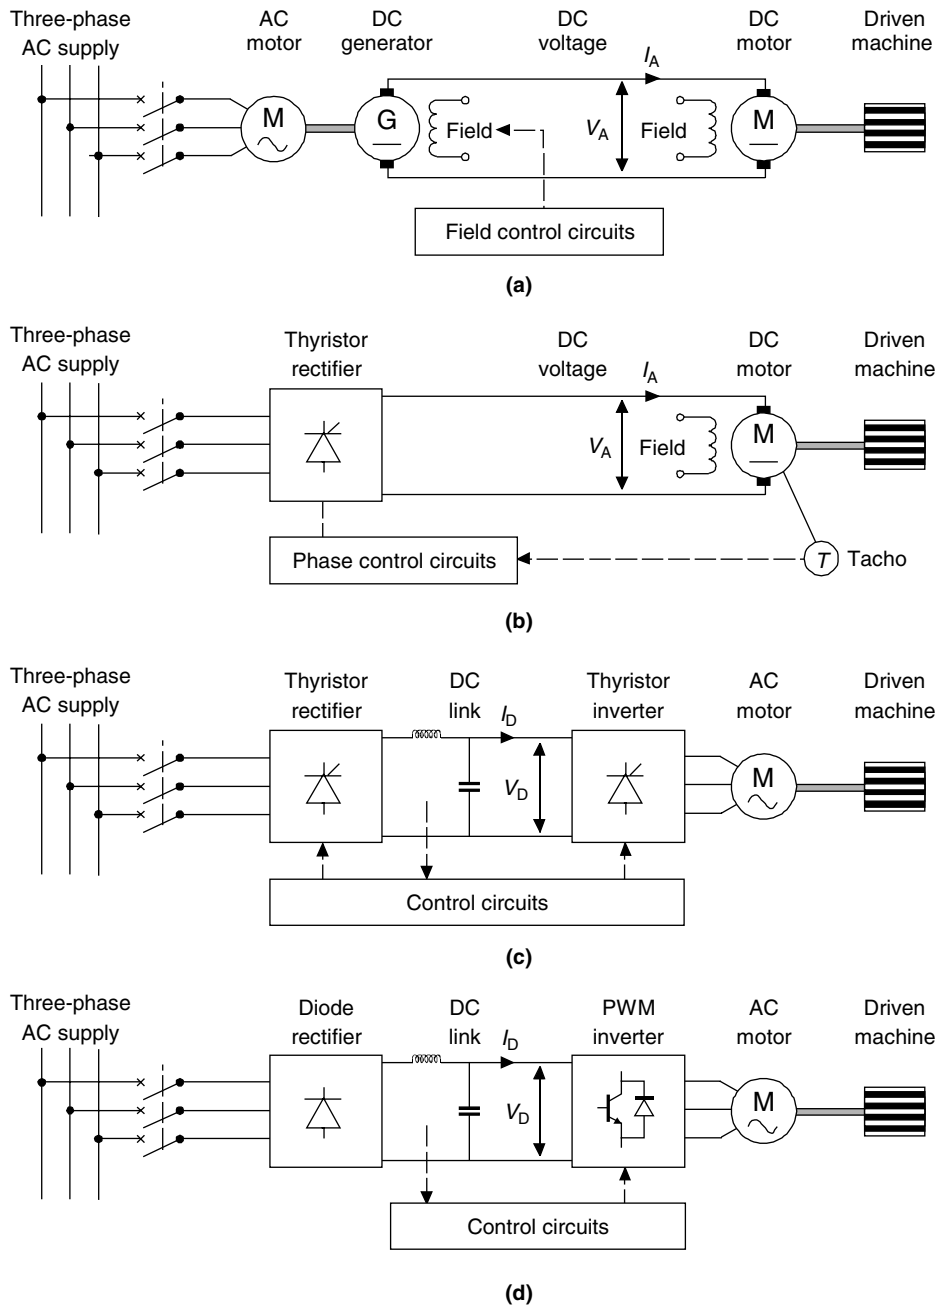 Three-phase
AC supply
AC
motor
DC
generator
DC
voltage
DC
motor
Driven
machine
I_A
M
G
Field
V_A
Field
M
Field control circuits
(a)
Three-phase
AC supply
Thyristor
rectifier
DC
voltage
DC
motor
Driven
machine
I_A
V_A
Field
M
Phase control circuits
T
Tacho
(b)
Three-phase
AC supply
Thyristor
rectifier
DC
link
Thyristor
inverter
AC
motor
Driven
machine
I_D
V_D
M
Control circuits
(c)
Three-phase
AC supply
Diode
rectifier
DC
link
PWM
inverter
AC
motor
Driven
machine
I_D
V_D
M
Control circuits
(d)